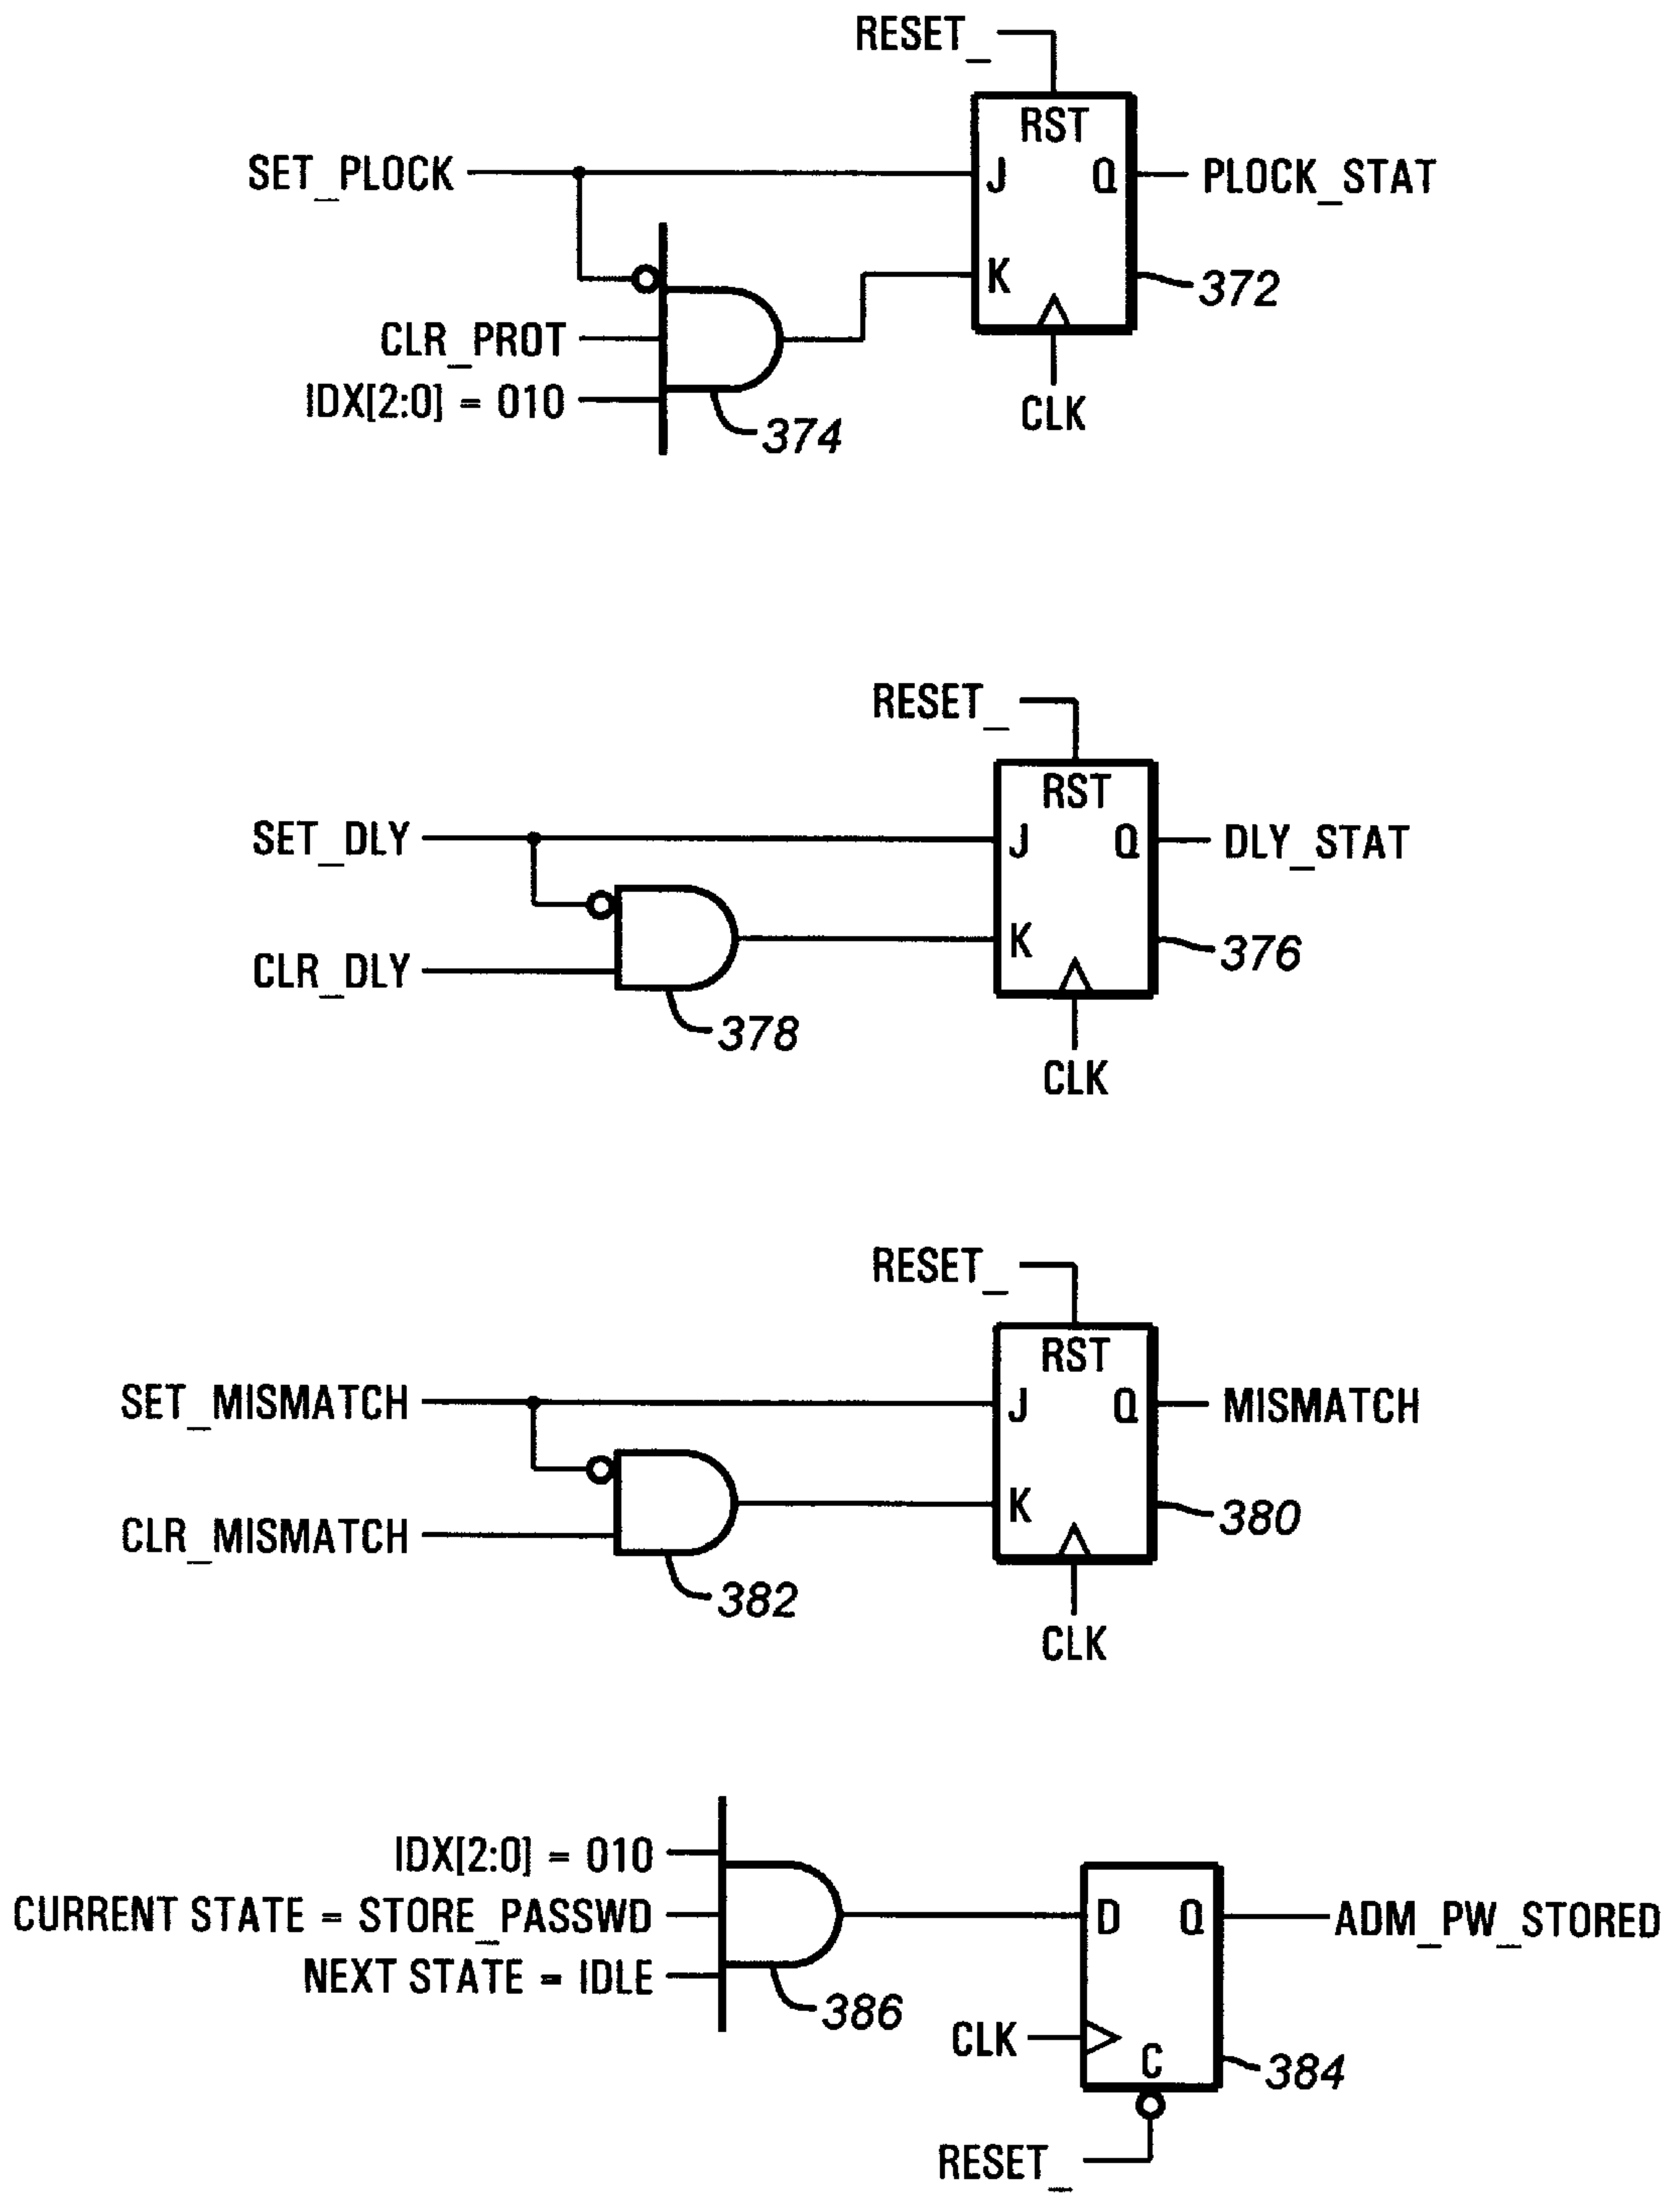 RESET_
RST
SET_PLOCK
J
Q
PLOCK_STAT
K
372
CLR_PROT
IDX[2:0] = 010
374
CLK
RESET_
RST
SET_DLY
J
Q
DLY_STAT
K
376
CLR_DLY
378
CLK
RESET_
RST
SET_MISMATCH
J
Q
MISMATCH
K
380
CLR_MISMATCH
382
CLK
IDX[2:0] = 010
CURRENT STATE = STORE_PASSWD
D
Q
ADM_PW_STORED
NEXT STATE = IDLE
386
CLK
C
384
RESET_